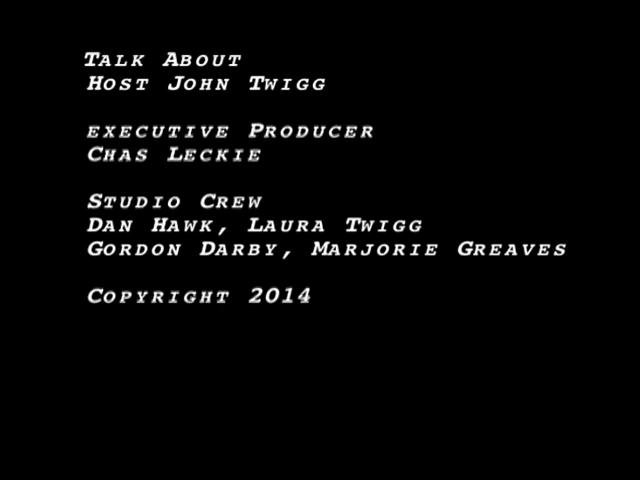 Talk About
Host John Twigg
executive Producer
Chas Leckie
Studio Crew
Dan Hawk, Laura Twigg
Gordon Darby, Marjorie Greaves
Copyright 2014